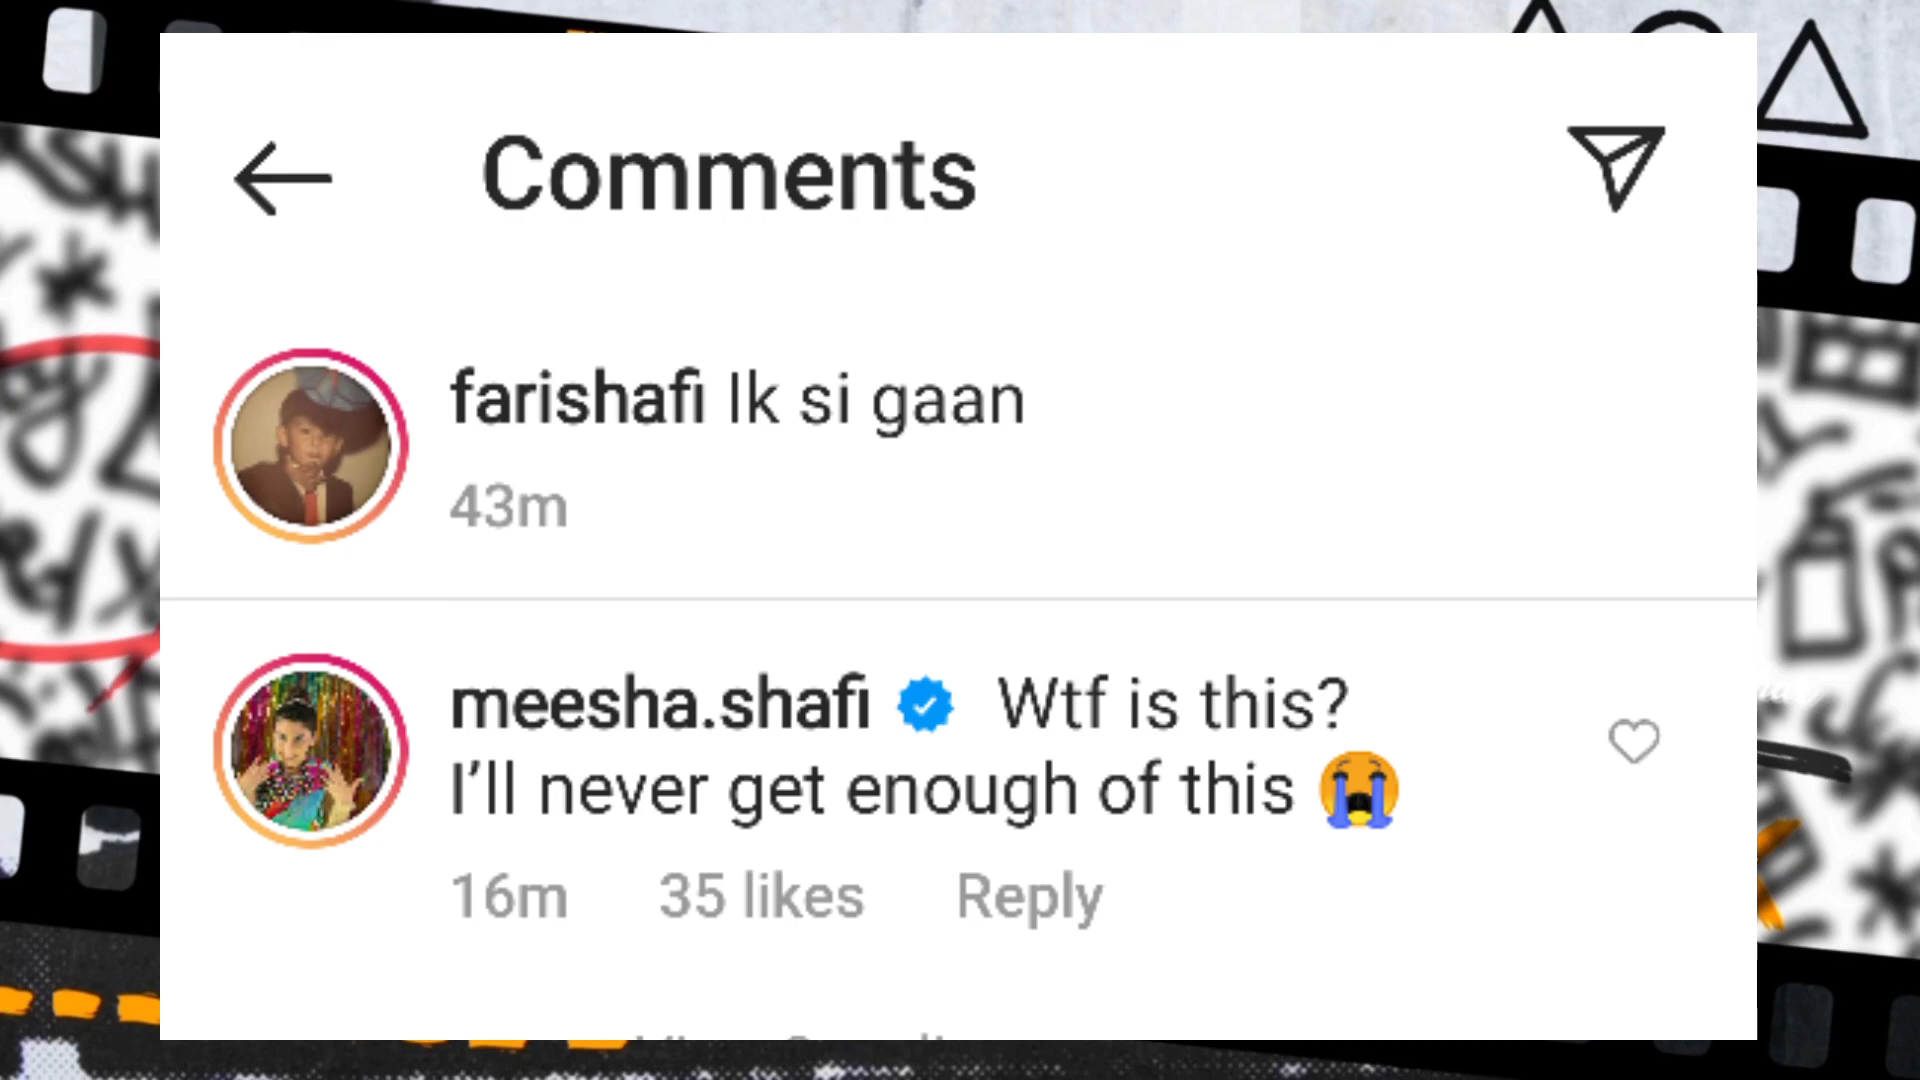 Comments
farishafi Ik si gaan
43m
meesha.shafi Wtf is this?
I’ll never get enough of this 😭
16m 35 likes Reply